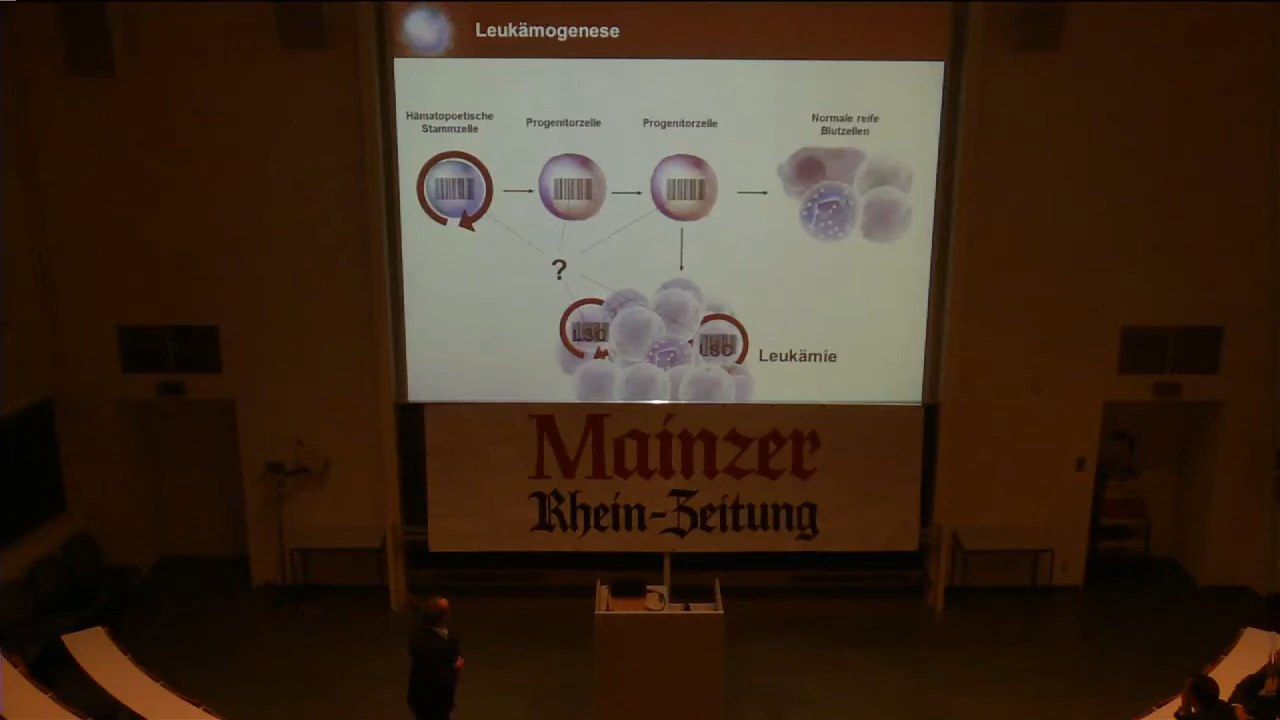 Leukämogenese
Hämatopoetische
Stammzelle
Progenitorzelle
Progenitorzelle
Normale reife
Blutzellen
?
LSC
LSC
Leukämie
Mainzer
Rhein-Zeitung